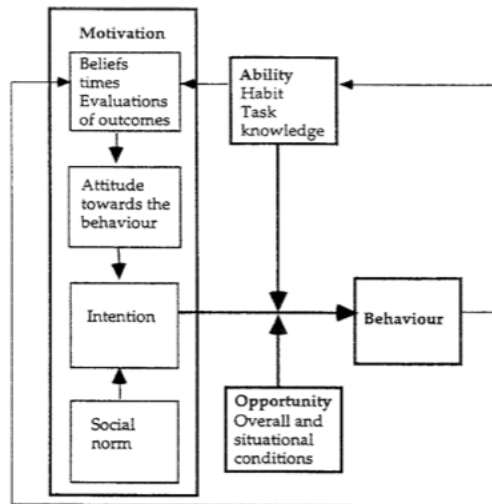 Motivation
Beliefs
times
Evaluations
of outcomes
Attitude
towards the
behaviour
Intention
Social
norm
Ability
Habit
Task
knowledge
Opportunity
Overall and
situational
conditions
Behaviour